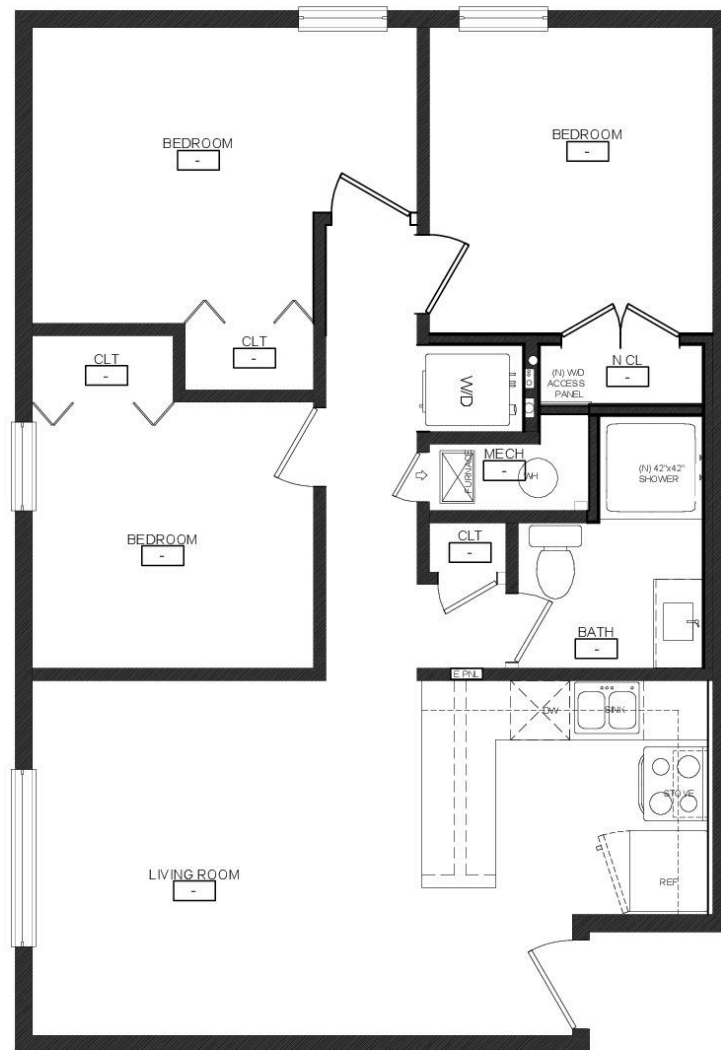 BEDROOM
-
BEDROOM
-
CLT
-
CLT
-
W/D
(N) W/D
ACCESS
PANEL
N CL
-
MECH
-
FURNACE
WH
(N) 42"x42"
SHOWER
BEDROOM
-
CLT
-
BATH
-
E PNL
DW
SINK
STOVE
LIVING ROOM
-
REF